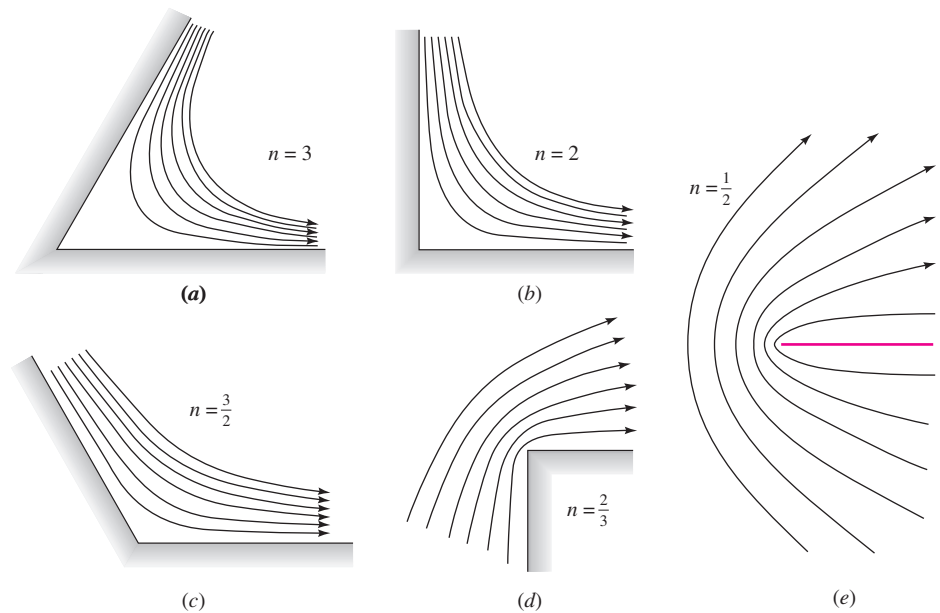 n = 3
(a)
n = 2
(b)
n = 3/2
(c)
n = 2/3
(d)
n = 1/2
(e)